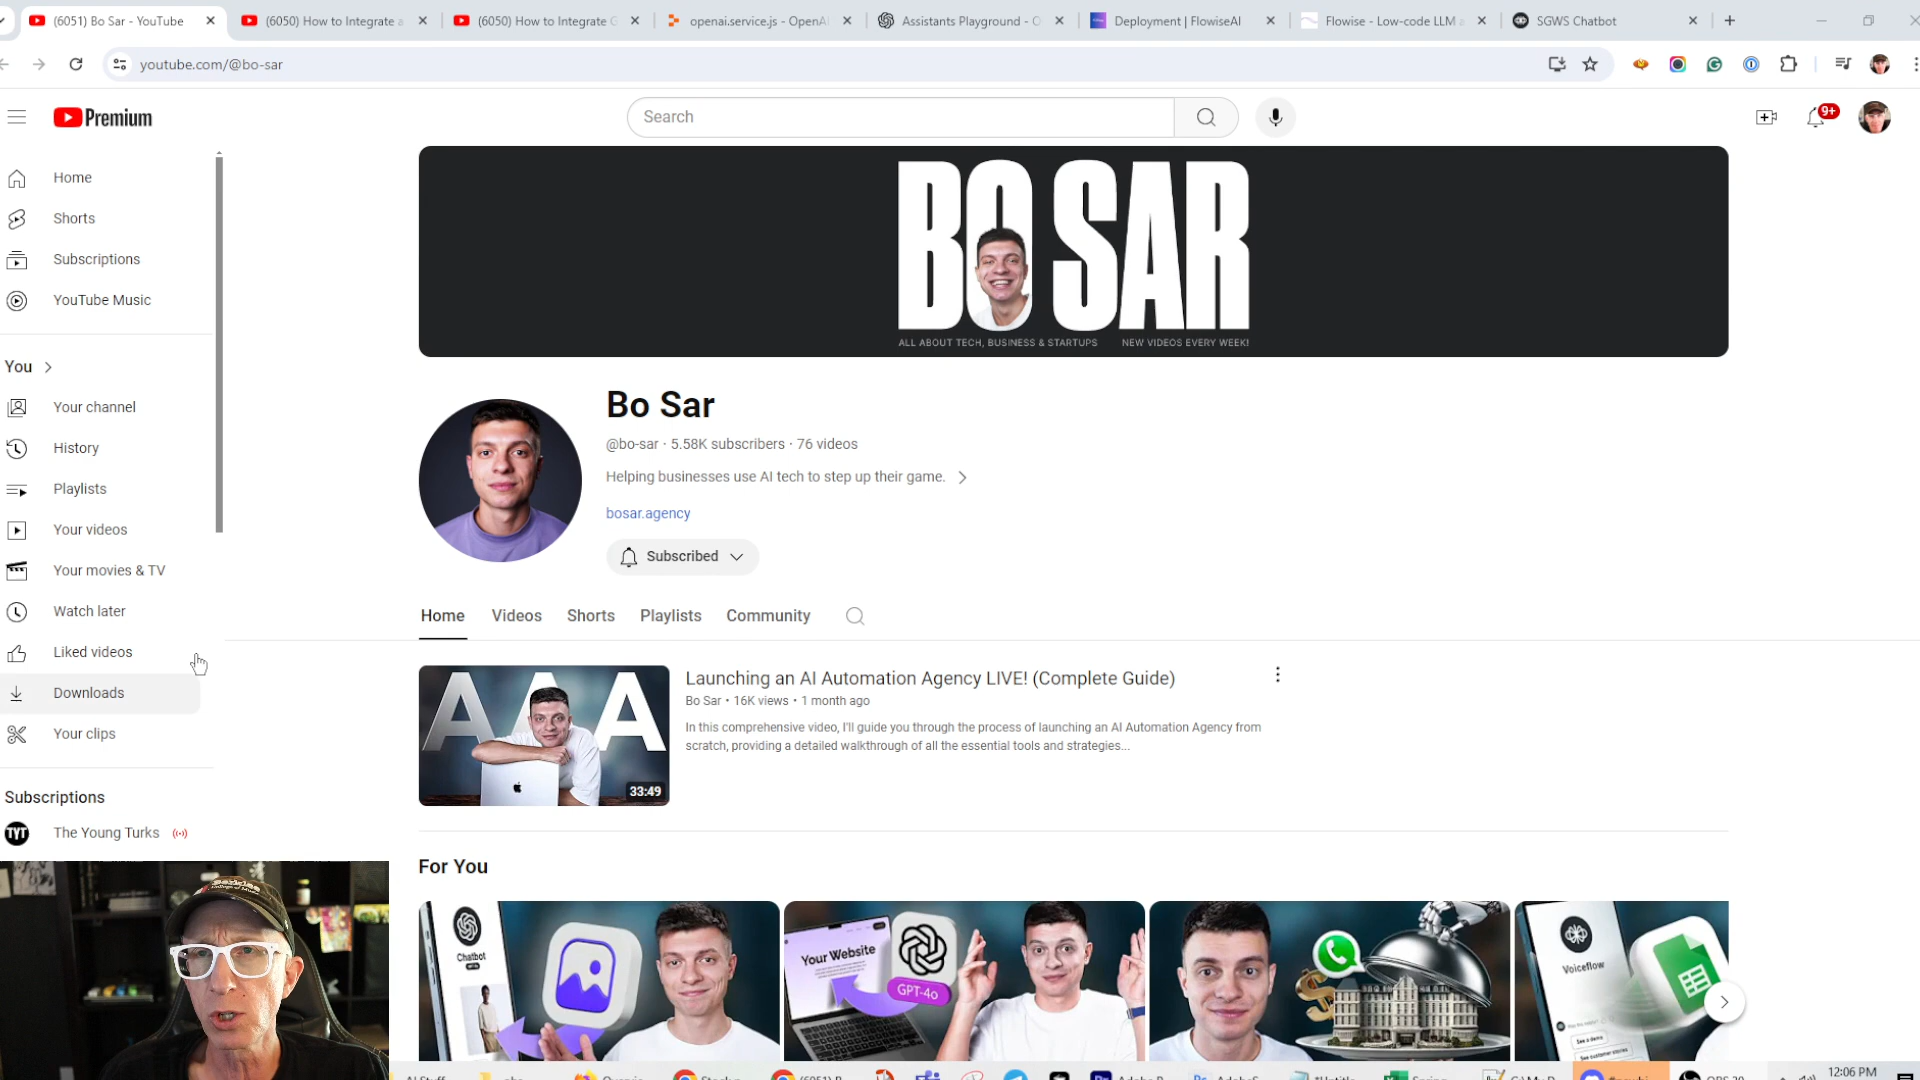 (6051) Bo Sar - YouTube
(6050) How to Integrate
(6050) How to Integrate
openai.service.js - OpenAI
Assistants Playground - O
Deployment | FlowiseAI
Flowise - Low-code LLM
SGWS Chatbot
youtube.com/@bo-sar
Premium
Search
9+
Home
Shorts
Subscriptions
YouTube Music
You
Your channel
History
Playlists
Your videos
Your movies & TV
Watch later
Liked videos
Downloads
Your clips
Subscriptions
TYT The Young Turks
BO SAR
ALL ABOUT TECH, BUSINESS & STARTUPS NEW VIDEOS EVERY WEEK!
Bo Sar
@bo-sar · 5.58K subscribers · 76 videos
Helping businesses use AI tech to step up their game.
bosar.agency
Subscribed
Home Videos Shorts Playlists Community
AAA
33:49
Launching an AI Automation Agency LIVE! (Complete Guide)
Bo Sar • 16K views • 1 month ago
In this comprehensive video, I'll guide you through the process of launching an AI Automation Agency from
scratch, providing a detailed walkthrough of all the essential tools and strategies...
For You
Chatbot
Your Website
GPT-4o
Voiceflow
See a demo
See customer stories
12:06 PM